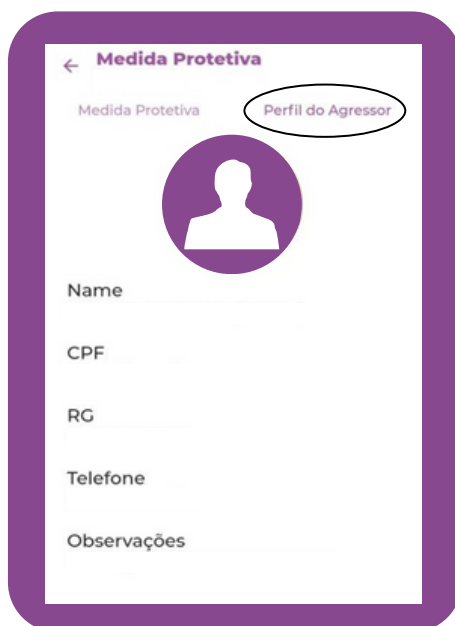 ← Medida Protetiva
Medida Protetiva Perfil do Agressor
Name
CPF
RG
Telefone
Observações